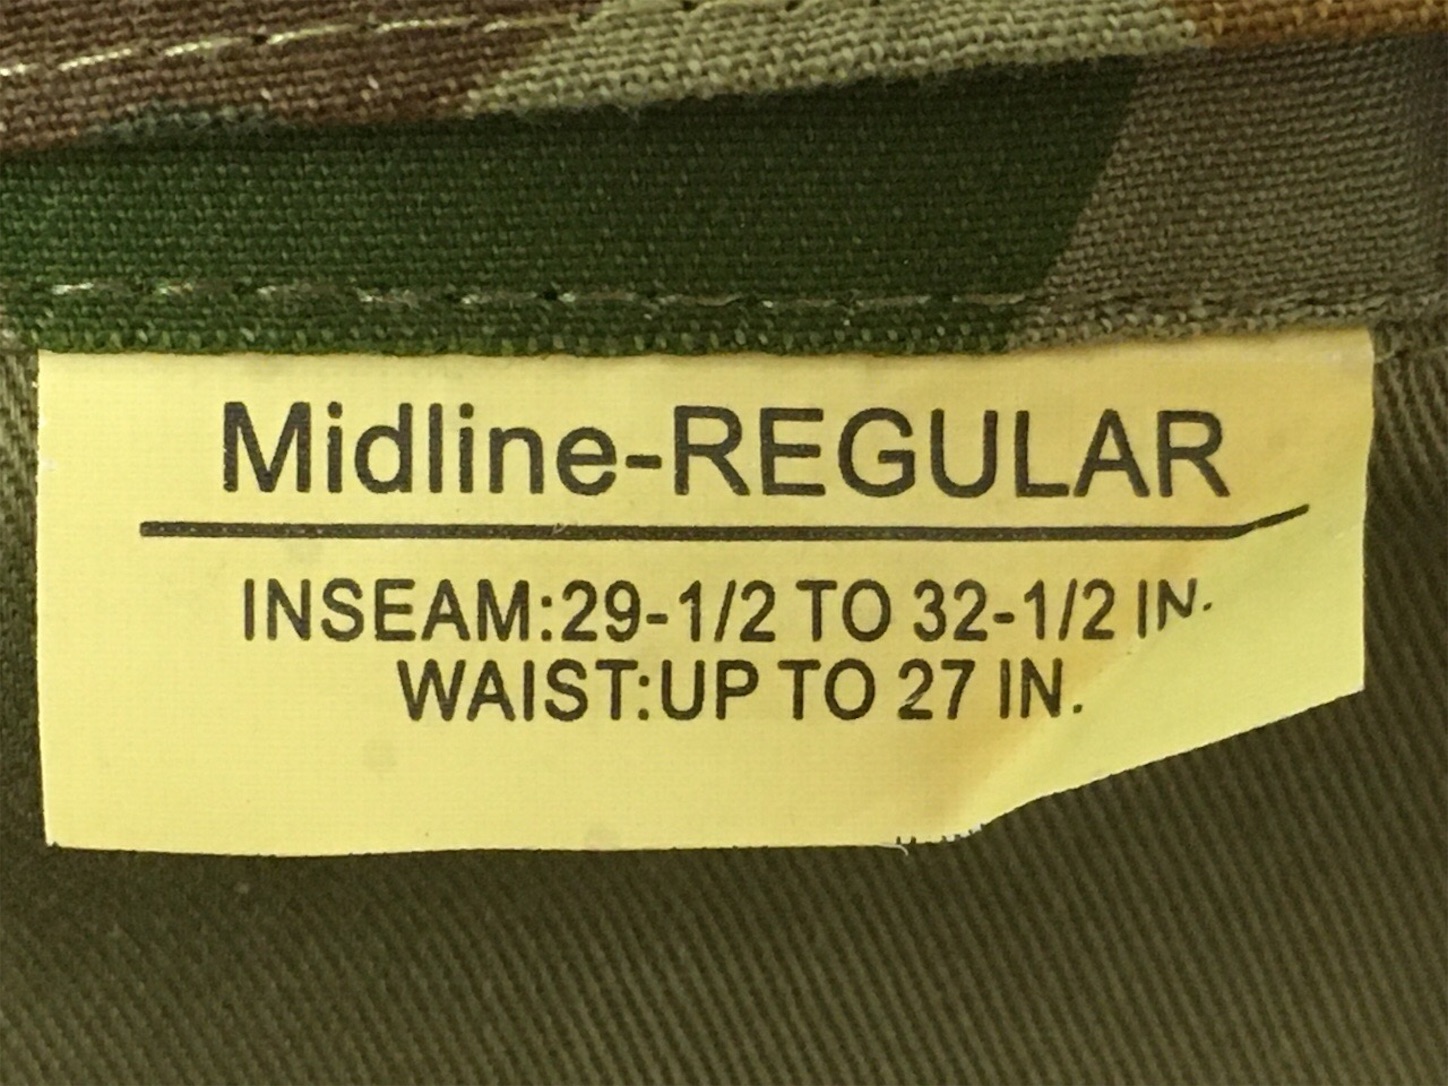 Midline-REGULAR
INSEAM:29-1/2 TO 32-1/2 IN.
WAIST:UP TO 27 IN.